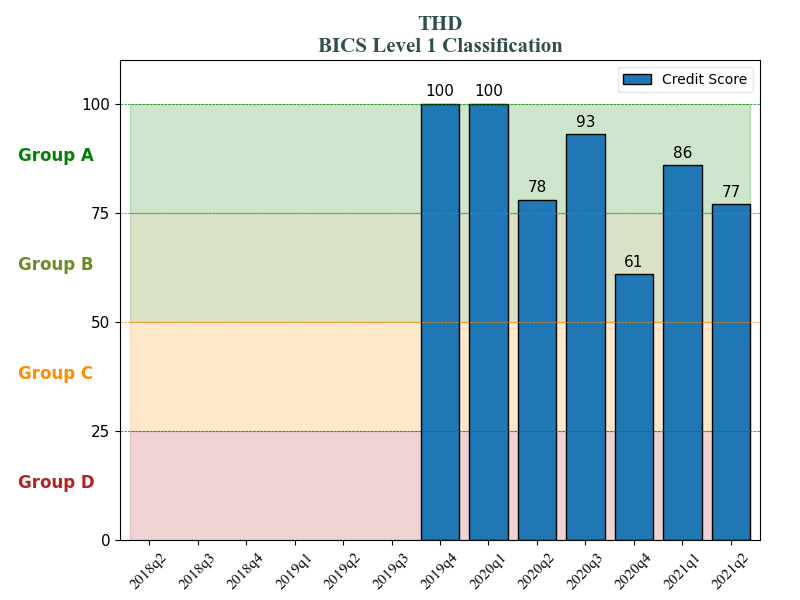 THD
BICS Level 1 Classification
Credit Score
100
75
50
25
0
Group A
Group B
Group C
Group D
100
100
78
93
61
86
77
2018q2
2018q3
2018q4
2019q1
2019q2
2019q3
2019q4
2020q1
2020q2
2020q3
2020q4
2021q1
2021q2